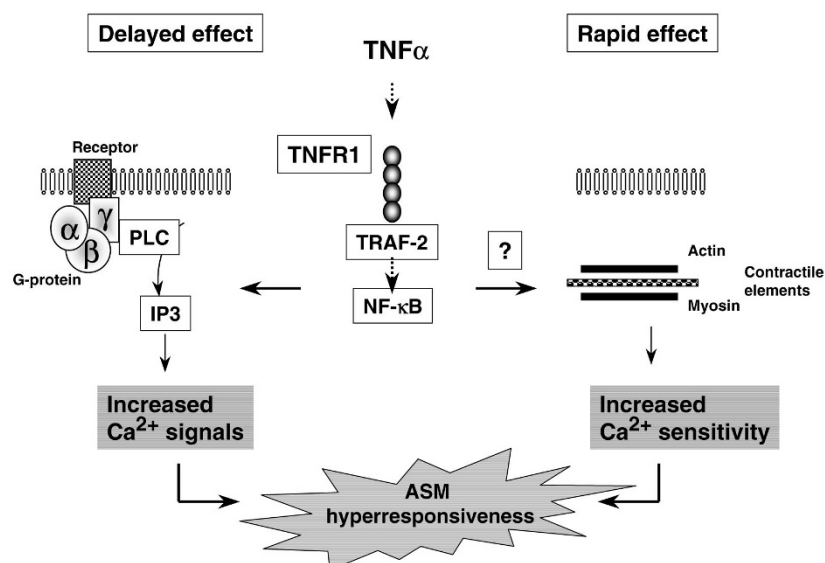 Delayed effect
TNFα
Rapid effect
Receptor
TNFR1
α
γ
β
PLC
G-protein
TRAF-2
?
Actin
Contractile
elements
Myosin
IP3
NF-κB
Increased
Ca2+ signals
Increased
Ca2+ sensitivity
ASM
hyperresponsiveness